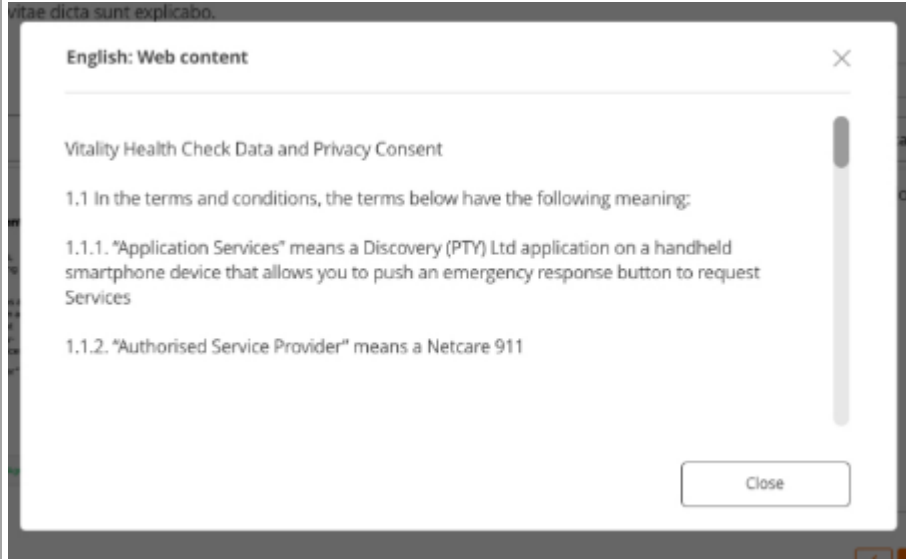 vitae dicta sunt explicabo.
English: Web content
Vitality Health Check Data and Privacy Consent
1.1 In the terms and conditions, the terms below have the following meaning:
1.1.1. “Application Services” means a Discovery (PTY) Ltd application on a handheld
smartphone device that allows you to push an emergency response button to request
Services
1.1.2. “Authorised Service Provider” means a Netcare 911
Close